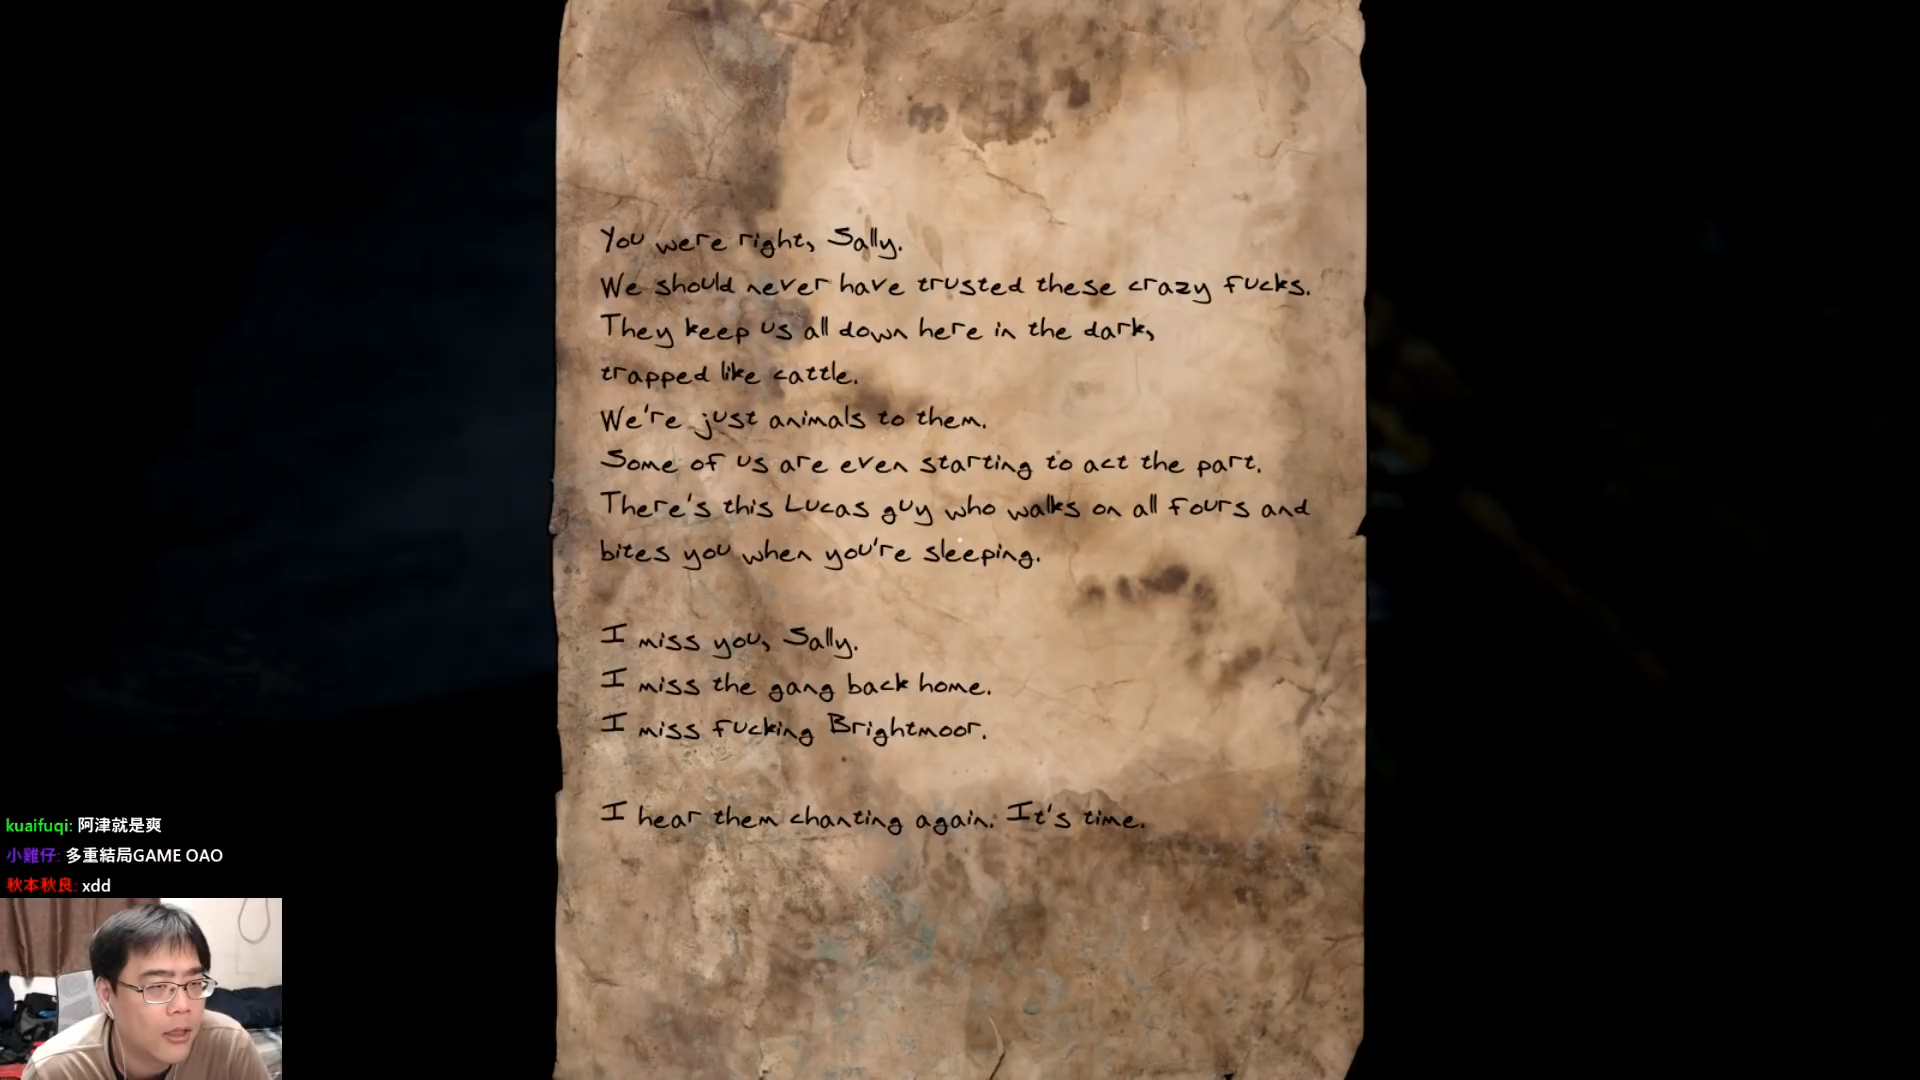 You were right, Sally.
We should never have trusted these crazy fucks.
They keep us all down here in the dark,
trapped like cattle.
We're just animals to them.
Some of us are even starting to act the part.
There's this Lucas guy who walks on all fours and
bites you when you're sleeping.
I miss you, Sally.
I miss the gang back home.
I miss fucking Brightmoor.
I hear them chanting again. It's time.
kuaifuqi: 阿津就是爽
小雞仔: 多重結局GAME OAO
秋本秋良: xdd